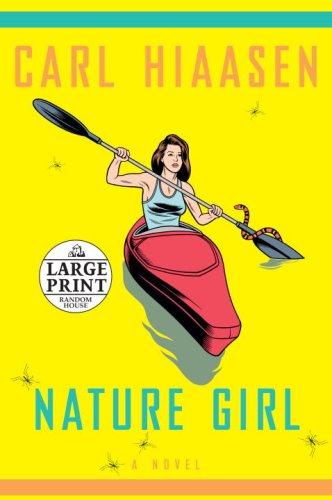 CARL HIAASEN
LARGE
PRINT
RANDOM
HOUSE
NATURE GIRL
A NOVEL